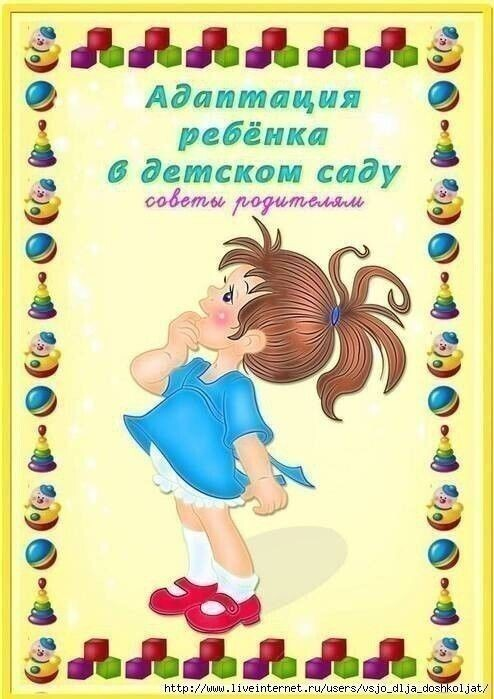 Адаптация
ребёнка
в детском саду
советы родителям
http://www.liveinternet.ru/users/vsjo_dlja_doshkoljat/